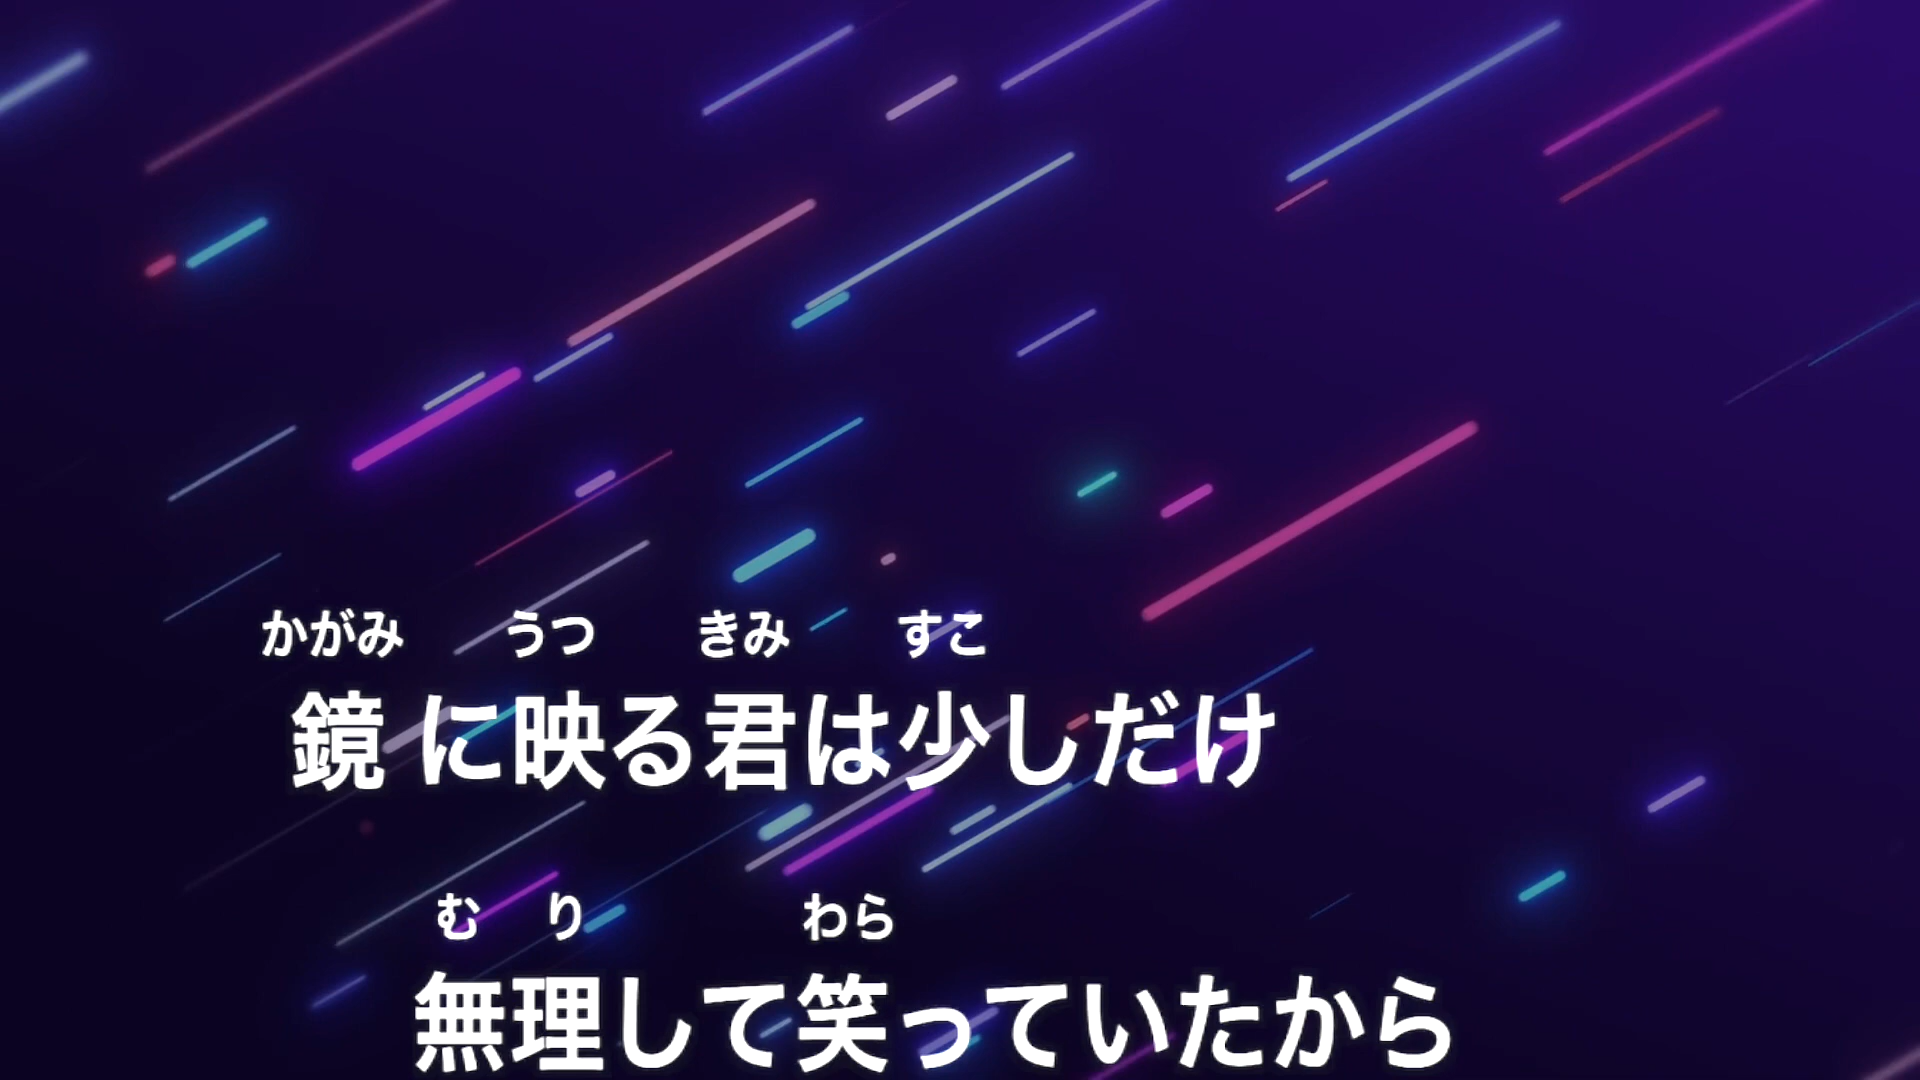 かがみ うつ きみ すこ
鏡に映る君は少しだけ
む り わら
無理して笑っていたから